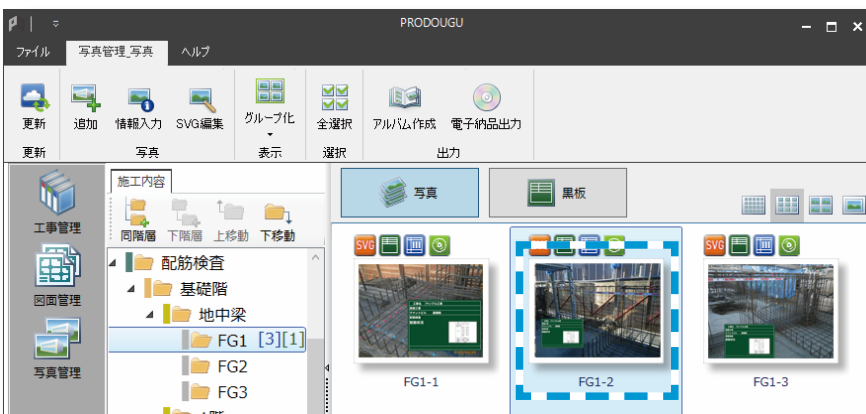 PRODOUGU
ファイル 写真管理_写真 ヘルプ
更新 追加 情報入力 SVG編集 グループ化 全選択 アルバム作成 電子納品出力
更新 写真 表示 選択 出力
工事管理
図面管理
写真管理
施工内容
同階層 下階層 上移動 下移動
配筋検査
基礎階
地中梁
FG1 [3][1]
FG2
FG3
写真 黒板
SVG SVG SVG
FG1-1 FG1-2 FG1-3